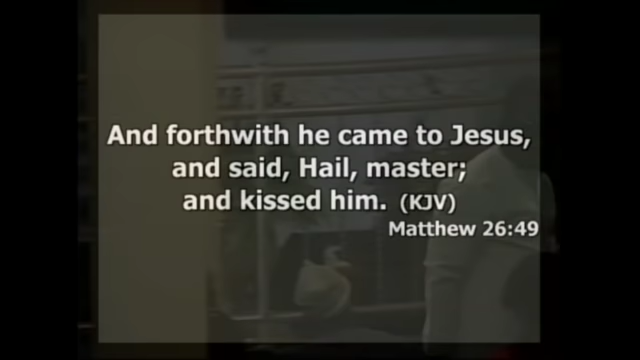 And forthwith he came to Jesus,
and said, Hail, master;
and kissed him. (KJV)
Matthew 26:49